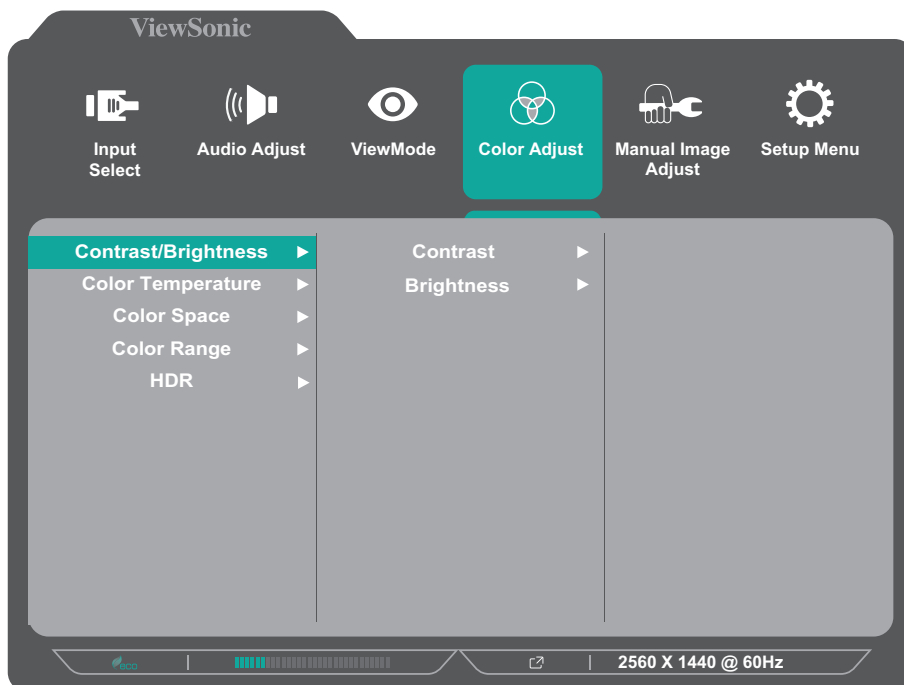 ViewSonic
Input
Select
Audio Adjust
ViewMode
Color Adjust
Manual Image
Adjust
Setup Menu
Contrast/Brightness
Color Temperature
Color Space
Color Range
HDR
Contrast
Brightness
eco
2560 X 1440 @ 60Hz